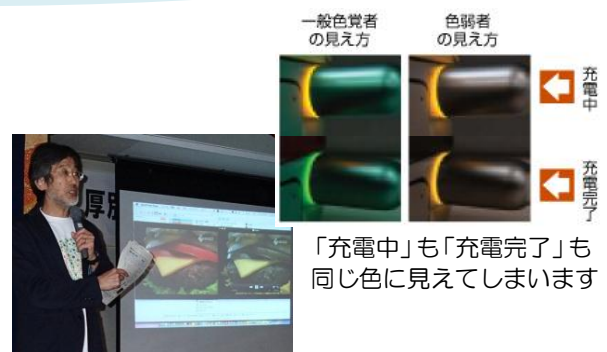 一般色覚者
の見え方
色弱者
の見え方
充電中
充電完了
厚別
「充電中」も「充電完了」も
同じ色に見えてしまいます